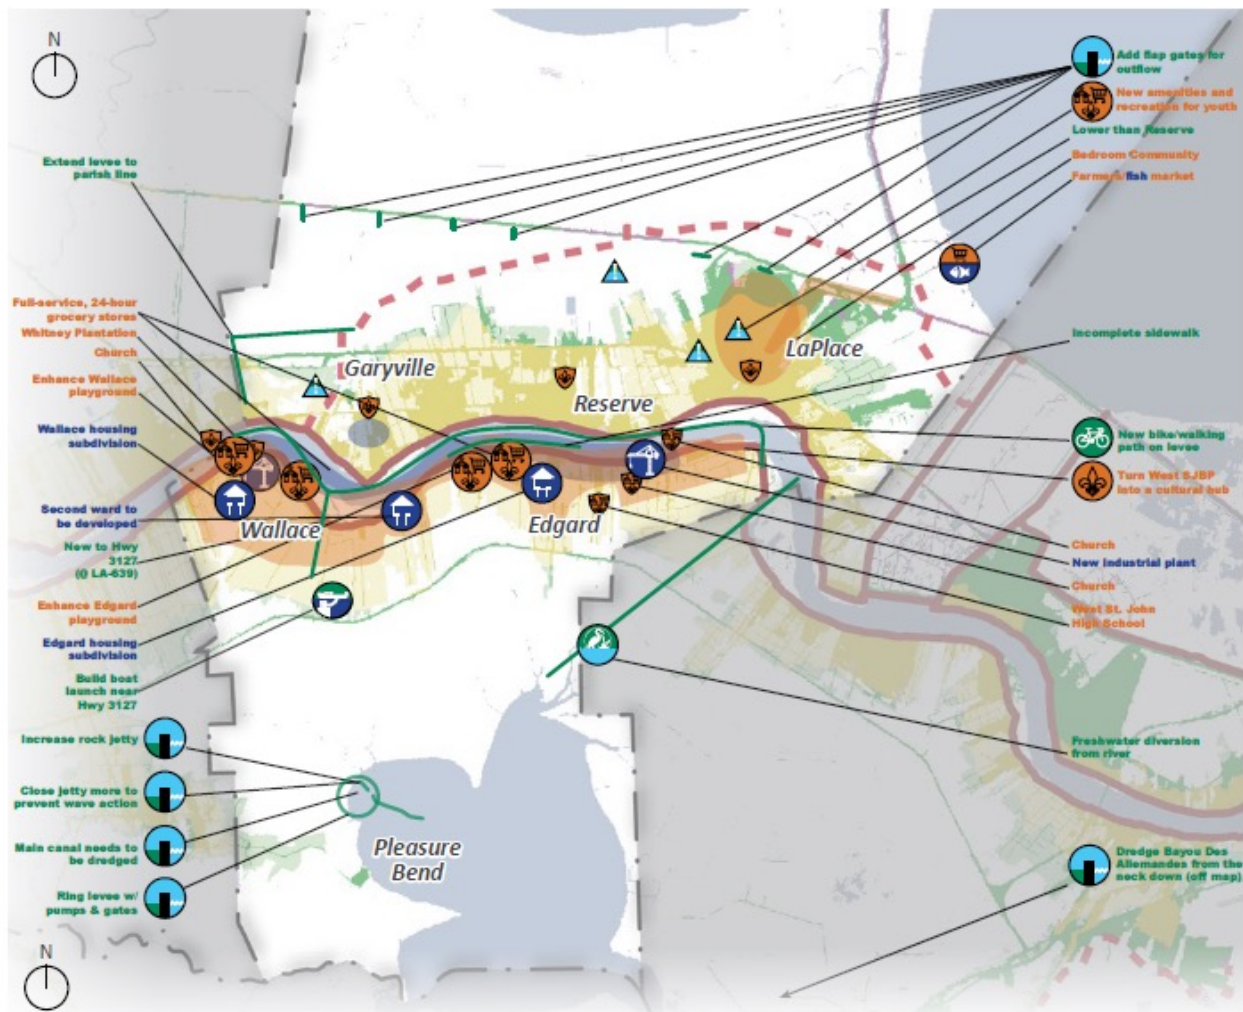 N
Extend levee to
parish line
Full-service, 24-hour
grocery stores
Whitney Plantation
Church
Enhance Wallace
playground
Wallace housing
subdivision
Second ward to
be developed
New to Hwy
3127
(@ LA-639)
Enhance Edgard
playground
Edgard housing
subdivision
Build boat
launch near
Hwy 3127
Increase rock jetty
Close jetty more to
prevent wave action
Main canal needs to
be dredged
Ring levee w/
pumps & gates
N
Garyville
Reserve
LaPlace
Wallace
Edgard
Pleasure
Bend
Add flap gates for
outflow
New amenities and
recreation for youth
Lower than Reserve
Bedroom Community
Farmers/fish market
Incomplete sidewalk
New bike/walking
path on levee
Turn West SJBP
into a cultural hub
Church
New industrial plant
Church
West St. John
High School
Freshwater diversion
from river
Dredge Bayou Des
Allemandes from the
neck down (off map)